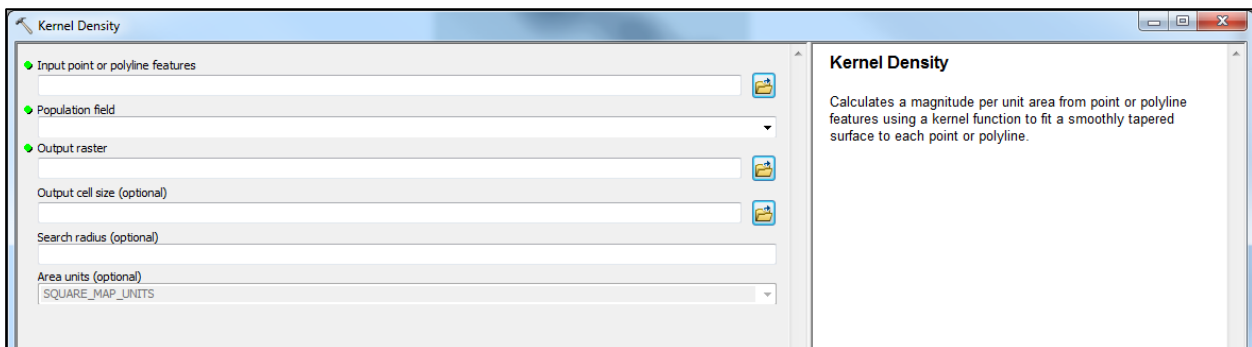 Kernel Density
Input point or polyline features
Population field
Output raster
Output cell size (optional)
Search radius (optional)
Area units (optional)
SQUARE_MAP_UNITS
Kernel Density
Calculates a magnitude per unit area from point or polyline
features using a kernel function to fit a smoothly tapered
surface to each point or polyline.